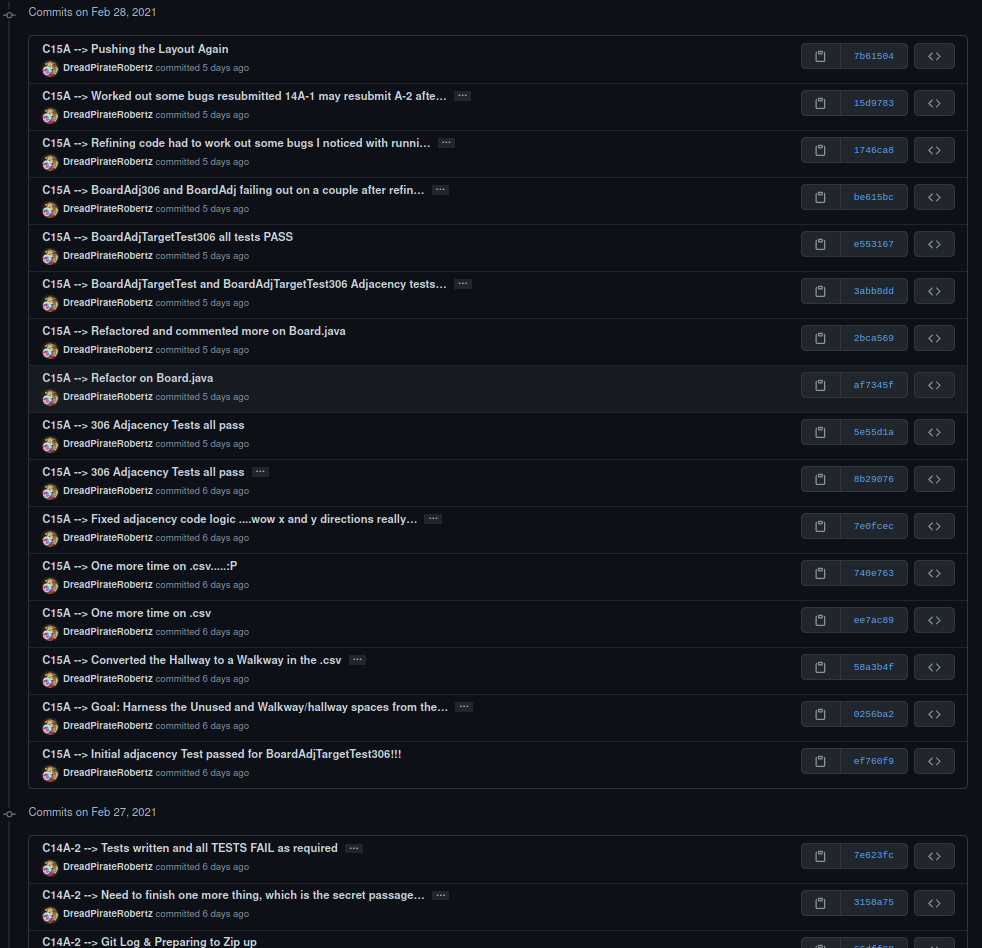 Commits on Feb 28, 2021
C15A --> Pushing the Layout Again
DreadPirateRobertz committed 5 days ago
7b61504
C15A --> Worked out some bugs resubmitted 14A-1 may resubmit A-2 afte… …
DreadPirateRobertz committed 5 days ago
15d9783
C15A --> Refining code had to work out some bugs I noticed with runni… …
DreadPirateRobertz committed 5 days ago
1746ca8
C15A --> BoardAdj306 and BoardAdj failing out on a couple after refin… …
DreadPirateRobertz committed 5 days ago
be615bc
C15A --> BoardAdjTargetTest306 all tests PASS
DreadPirateRobertz committed 5 days ago
e553167
C15A --> BoardAdjTargetTest and BoardAdjTargetTest306 Adjacency tests… …
DreadPirateRobertz committed 5 days ago
3abb8dd
C15A --> Refactored and commented more on Board.java
DreadPirateRobertz committed 5 days ago
2bca569
C15A --> Refactor on Board.java
DreadPirateRobertz committed 5 days ago
af7345f
C15A --> 306 Adjacency Tests all pass
DreadPirateRobertz committed 5 days ago
5e55d1a
C15A --> 306 Adjacency Tests all pass …
DreadPirateRobertz committed 6 days ago
8b29076
C15A --> Fixed adjacency code logic ....wow x and y directions really… …
DreadPirateRobertz committed 6 days ago
7e0fcec
C15A --> One more time on .csv.....:P
DreadPirateRobertz committed 6 days ago
740e763
C15A --> One more time on .csv
DreadPirateRobertz committed 6 days ago
ee7ac89
C15A --> Converted the Hallway to a Walkway in the .csv …
DreadPirateRobertz committed 6 days ago
58a3b4f
C15A --> Goal: Harness the Unused and Walkway/hallway spaces from the… …
DreadPirateRobertz committed 6 days ago
0256ba2
C15A --> Initial adjacency Test passed for BoardAdjTargetTest306!!!
DreadPirateRobertz committed 6 days ago
ef760f9
Commits on Feb 27, 2021
C14A-2 --> Tests written and all TESTS FAIL as required …
DreadPirateRobertz committed 6 days ago
7e623fc
C14A-2 --> Need to finish one more thing, which is the secret passage… …
DreadPirateRobertz committed 6 days ago
3158a75
C14A-2 --> Git Log & Preparing to Zip up